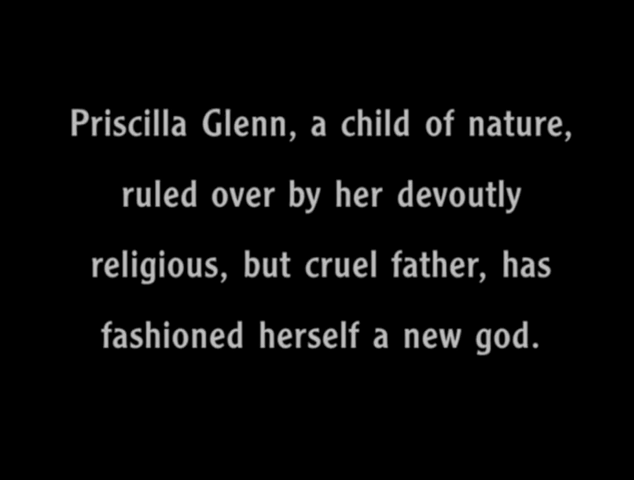 Priscilla Glenn, a child of nature,
ruled over by her devoutly
religious, but cruel father, has
fashioned herself a new god.